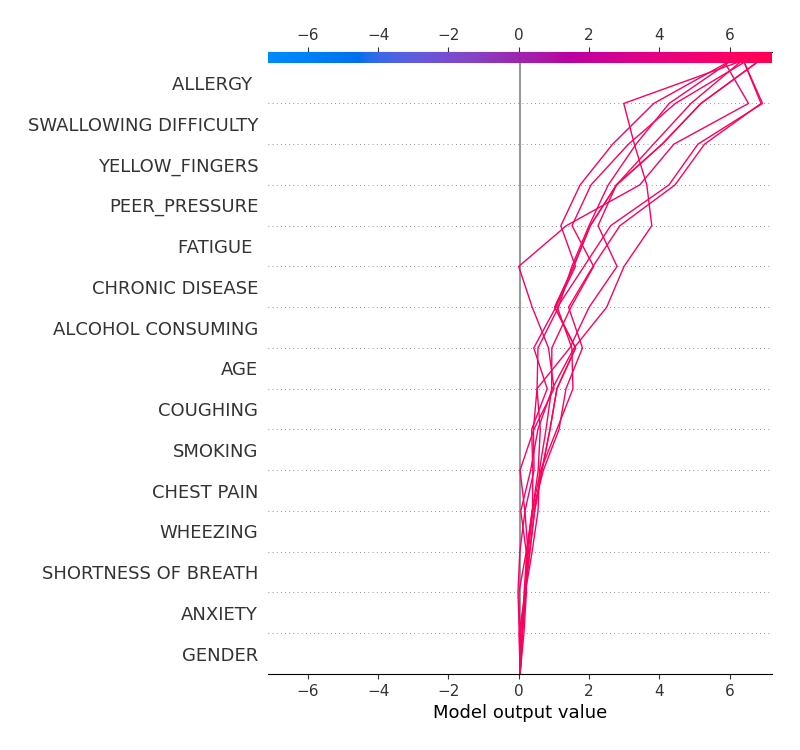 −6 −4 −2 0 2 4 6
ALLERGY
SWALLOWING DIFFICULTY
YELLOW_FINGERS
PEER_PRESSURE
FATIGUE
CHRONIC DISEASE
ALCOHOL CONSUMING
AGE
COUGHING
SMOKING
CHEST PAIN
WHEEZING
SHORTNESS OF BREATH
ANXIETY
GENDER
−6 −4 −2 0 2 4 6
Model output value